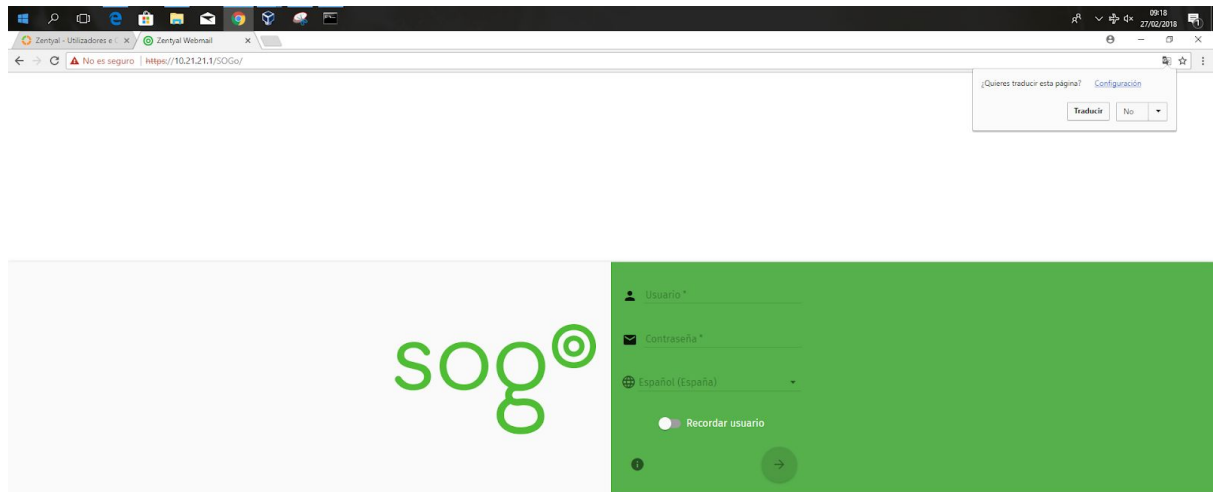 09:18
27/02/2018
Zentyal - Utilizadores e C
Zentyal Webmail
No es seguro | https://10.21.21.1/SOGo/
¿Quieres traducir esta página? Configuración
Traducir No
Usuario *
sogo
Contraseña *
Español (España)
Recordar usuario